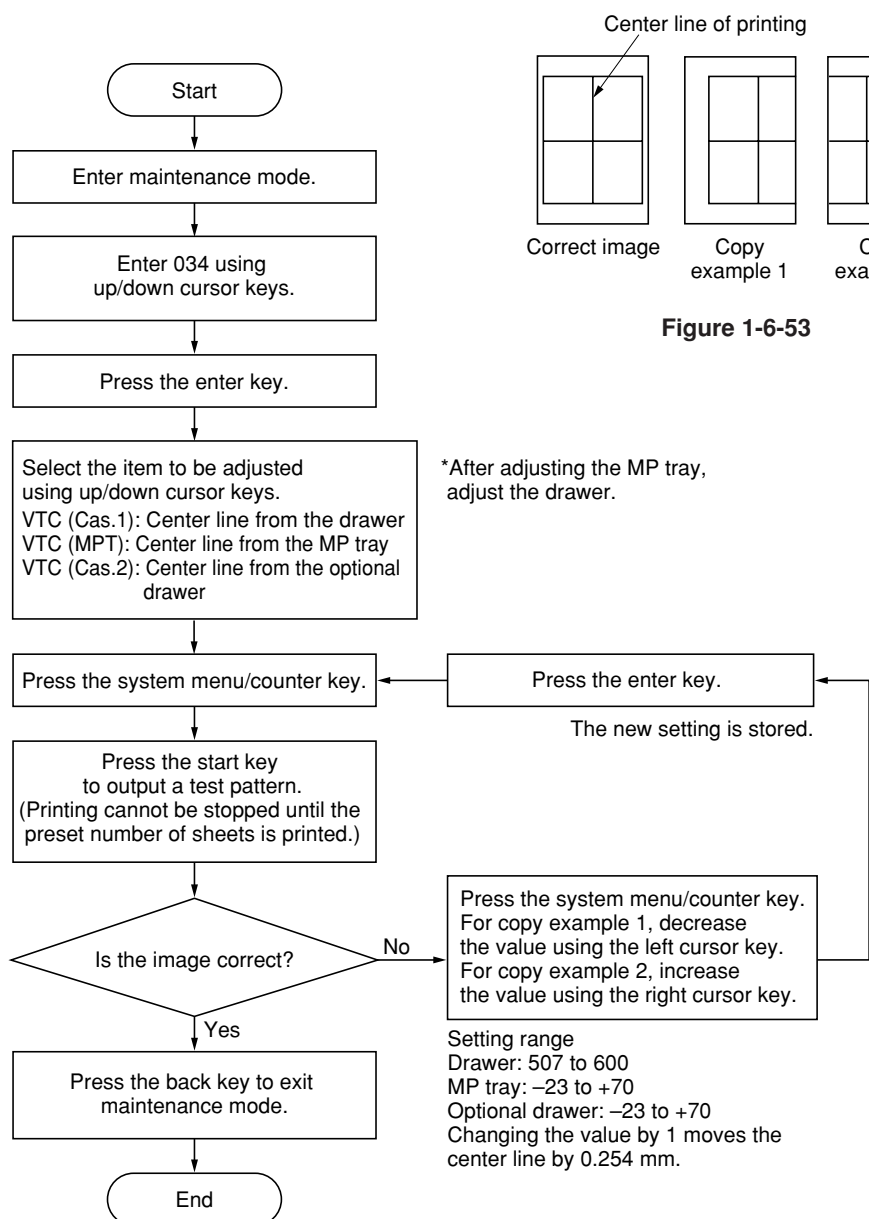 Center line of printing
Correct image
Copy
example 1
Figure 1-6-53
Start
Enter maintenance mode.
Enter 034 using
up/down cursor keys.
Press the enter key.
Select the item to be adjusted
using up/down cursor keys.
VTC (Cas.1): Center line from the drawer
VTC (MPT): Center line from the MP tray
VTC (Cas.2): Center line from the optional
drawer
*After adjusting the MP tray,
adjust the drawer.
Press the system menu/counter key.
Press the enter key.
The new setting is stored.
Press the start key
to output a test pattern.
(Printing cannot be stopped until the
preset number of sheets is printed.)
Is the image correct?
No
Yes
Press the system menu/counter key.
For copy example 1, decrease
the value using the left cursor key.
For copy example 2, increase
the value using the right cursor key.
Setting range
Drawer: 507 to 600
MP tray: –23 to +70
Optional drawer: –23 to +70
Changing the value by 1 moves the
center line by 0.254 mm.
Press the back key to exit
maintenance mode.
End